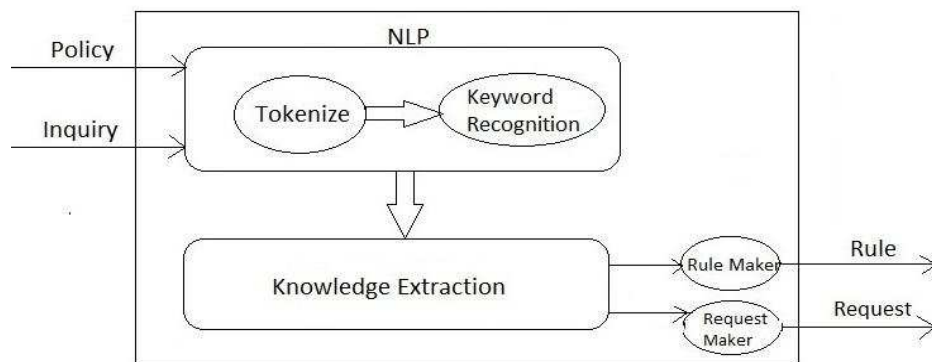 NLP
Policy
Inquiry
Tokenize
Keyword
Recognition
Knowledge Extraction
Rule Maker
Rule
Request
Maker
Request